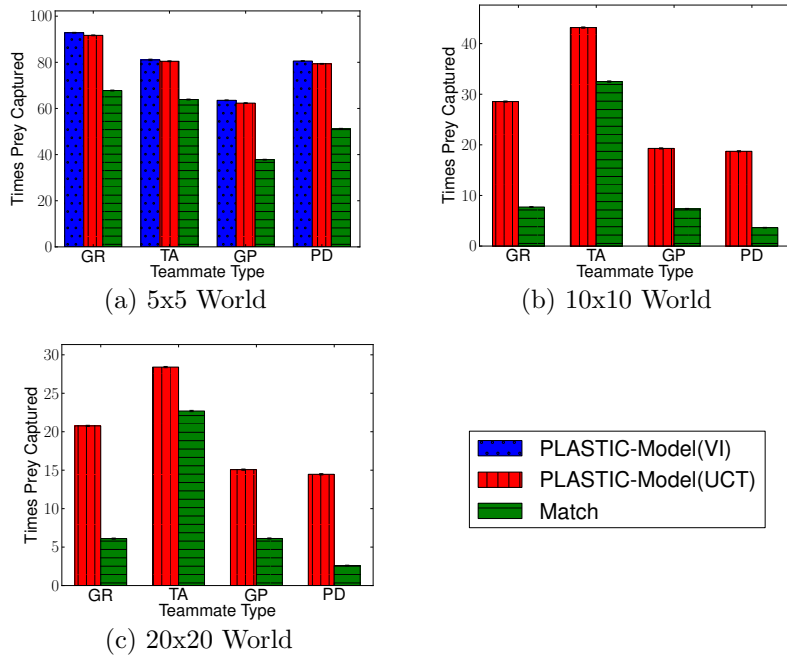 100
80
60
40
20
0
Times Prey Captured
GR TA GP PD
Teammate Type
(a) 5x5 World
40
30
20
10
0
Times Prey Captured
GR TA GP PD
Teammate Type
(b) 10x10 World
30
25
20
15
10
5
0
Times Prey Captured
GR TA GP PD
Teammate Type
(c) 20x20 World
PLASTIC-Model(VI)
PLASTIC-Model(UCT)
Match